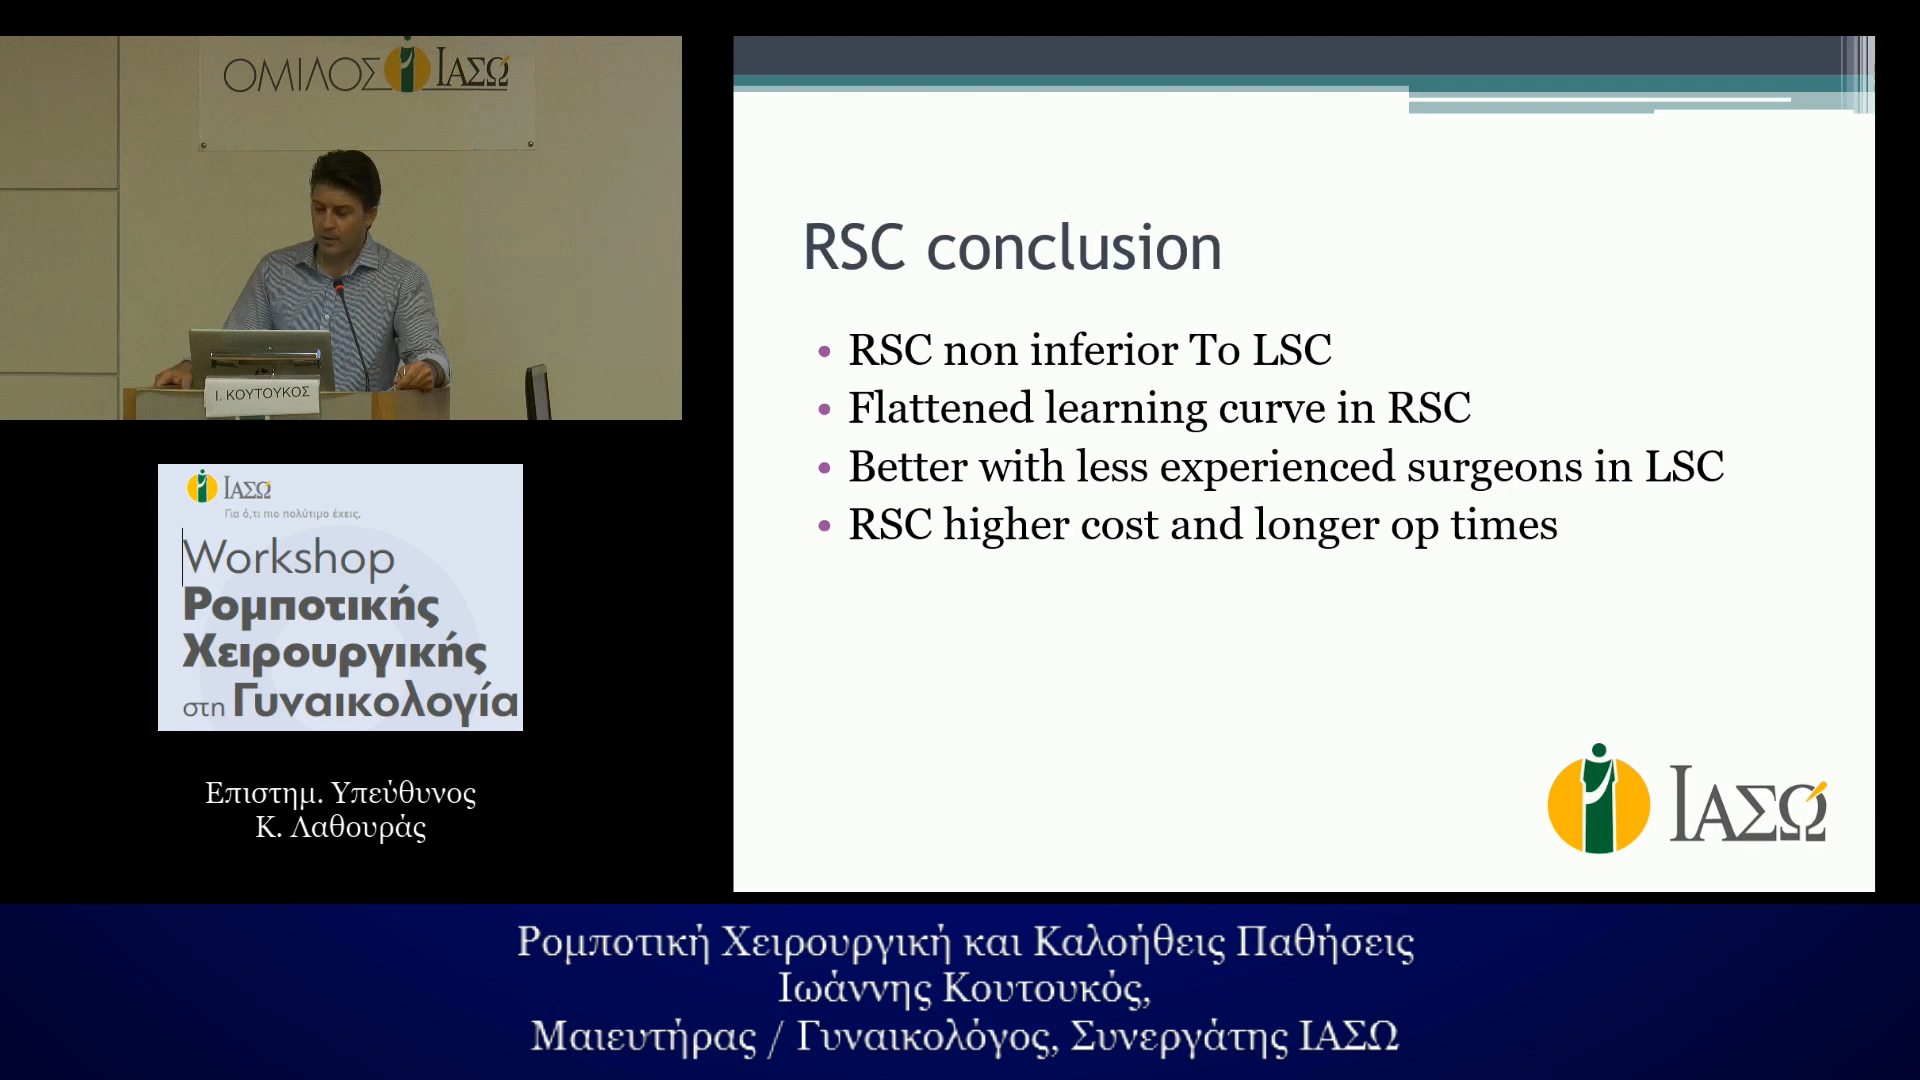 ΟΜΙΛΟΣ ΙΑΣΩ
Ι. ΚΟΥΤΟΥΚΟΣ
ΙΑΣΩ
Για ό,τι πιο πολύτιμο έχεις.
Workshop
Ρομποτικής
Χειρουργικής
στη Γυναικολογία
Επιστημ. Υπεύθυνος
Κ. Λαθουράς
RSC conclusion
• RSC non inferior To LSC
• Flattened learning curve in RSC
• Better with less experienced surgeons in LSC
• RSC higher cost and longer op times
ΙΑΣΩ
Ρομποτική Χειρουργική και Καλοήθεις Παθήσεις
Ιωάννης Κουτουκός,
Μαιευτήρας / Γυναικολόγος, Συνεργάτης ΙΑΣΩ